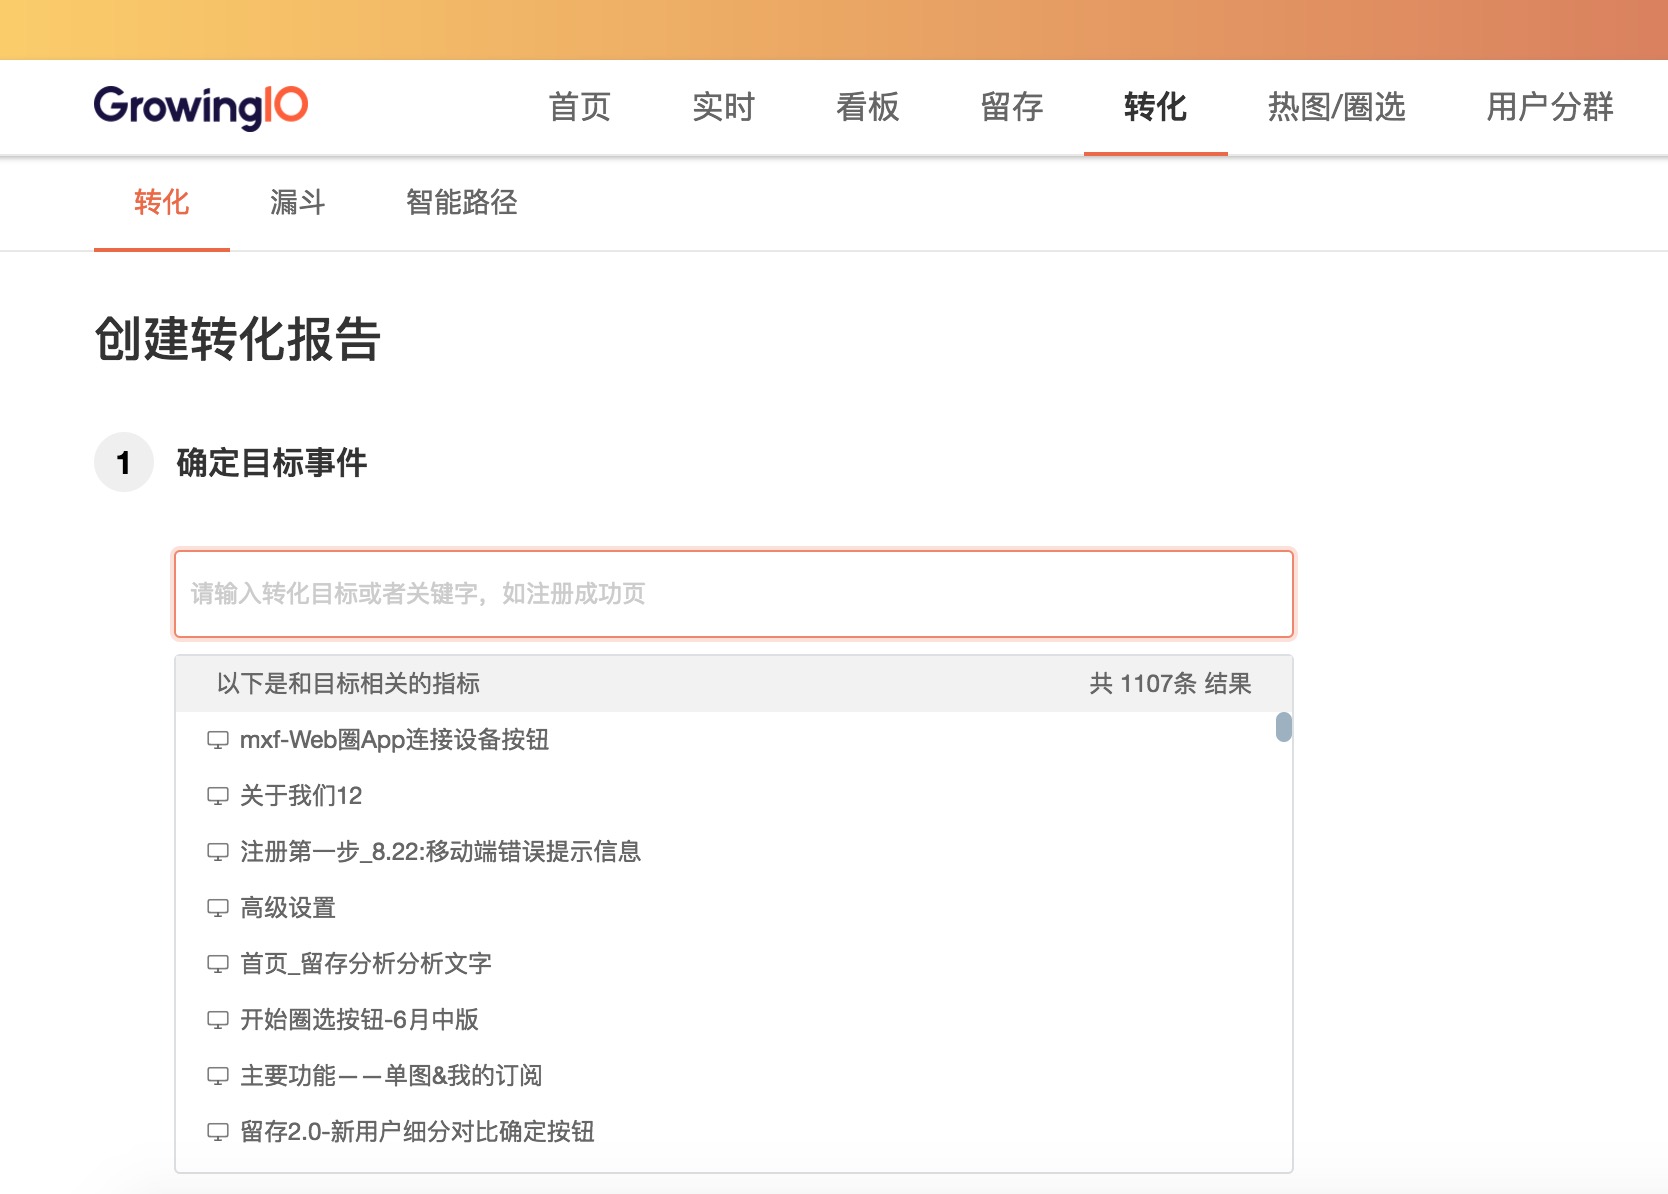 GrowingIO 首页 实时 看板 留存 转化 热图/圈选 用户分群
转化 漏斗 智能路径
创建转化报告
1 确定目标事件
请输入转化目标或者关键字，如注册成功页
以下是和目标相关的指标 共 1107条 结果
mxf-Web圈App连接设备按钮
关于我们12
注册第一步_8.22:移动端错误提示信息
高级设置
首页_留存分析分析文字
开始圈选按钮-6月中版
主要功能——单图&我的订阅
留存2.0-新用户细分对比确定按钮